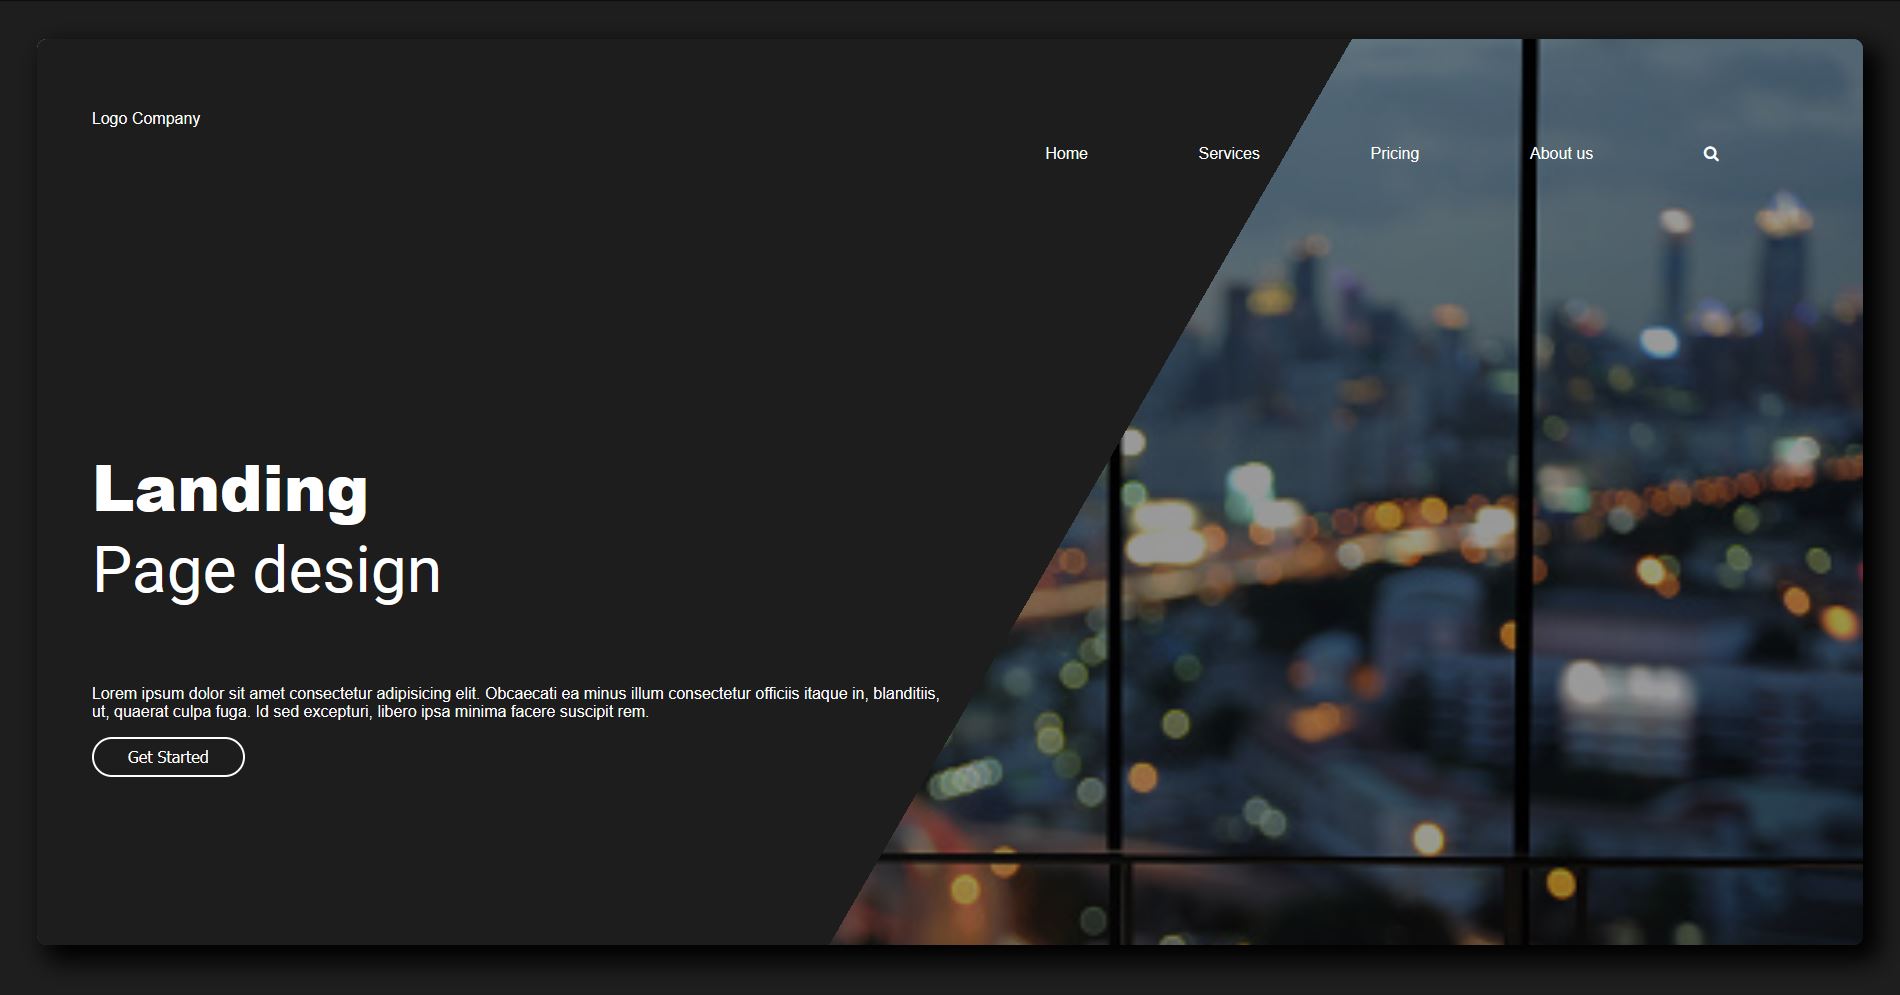 Logo Company
Home Services Pricing About us
Landing
Page design
Lorem ipsum dolor sit amet consectetur adipisicing elit. Obcaecati ea minus illum consectetur officiis itaque in, blanditiis,
ut, quaerat culpa fuga. Id sed excepturi, libero ipsa minima facere suscipit rem.
Get Started